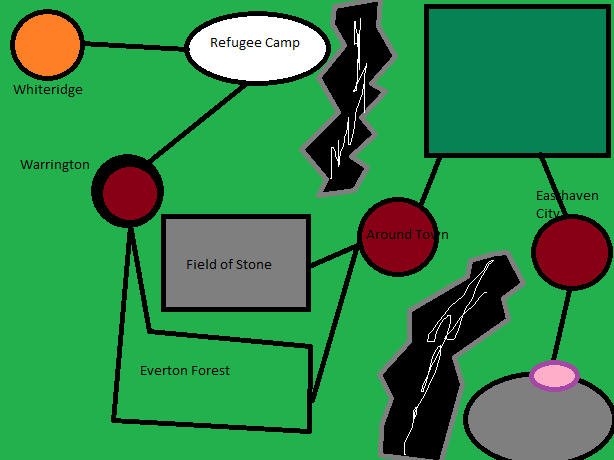 Refugee Camp
Whiteridge
Warrington
Easthaven
City
Around Town
Field of Stone
Everton Forest